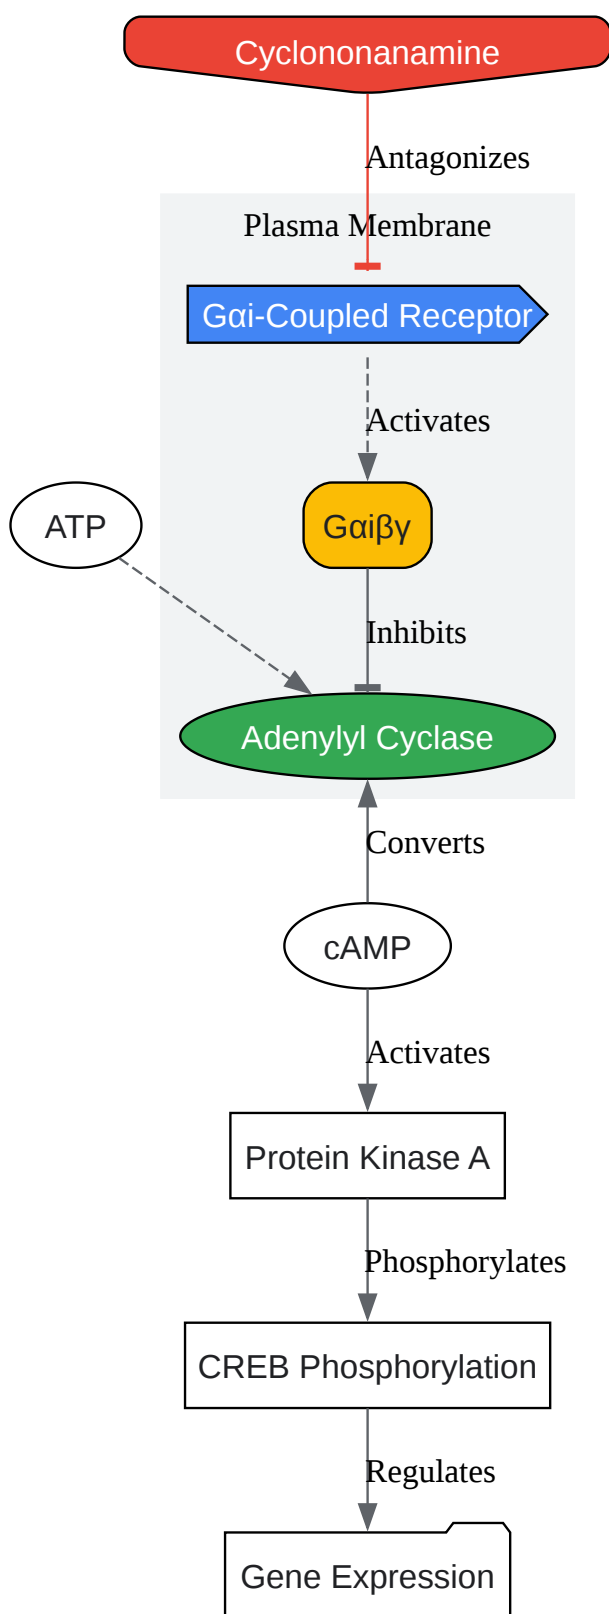 Cyclononanamine
Antagonizes
Plasma Membrane
Gαi-Coupled Receptor
Activates
ATP
Gαiβγ
Inhibits
Adenylyl Cyclase
Converts
cAMP
Activates
Protein Kinase A
Phosphorylates
CREB Phosphorylation
Regulates
Gene Expression